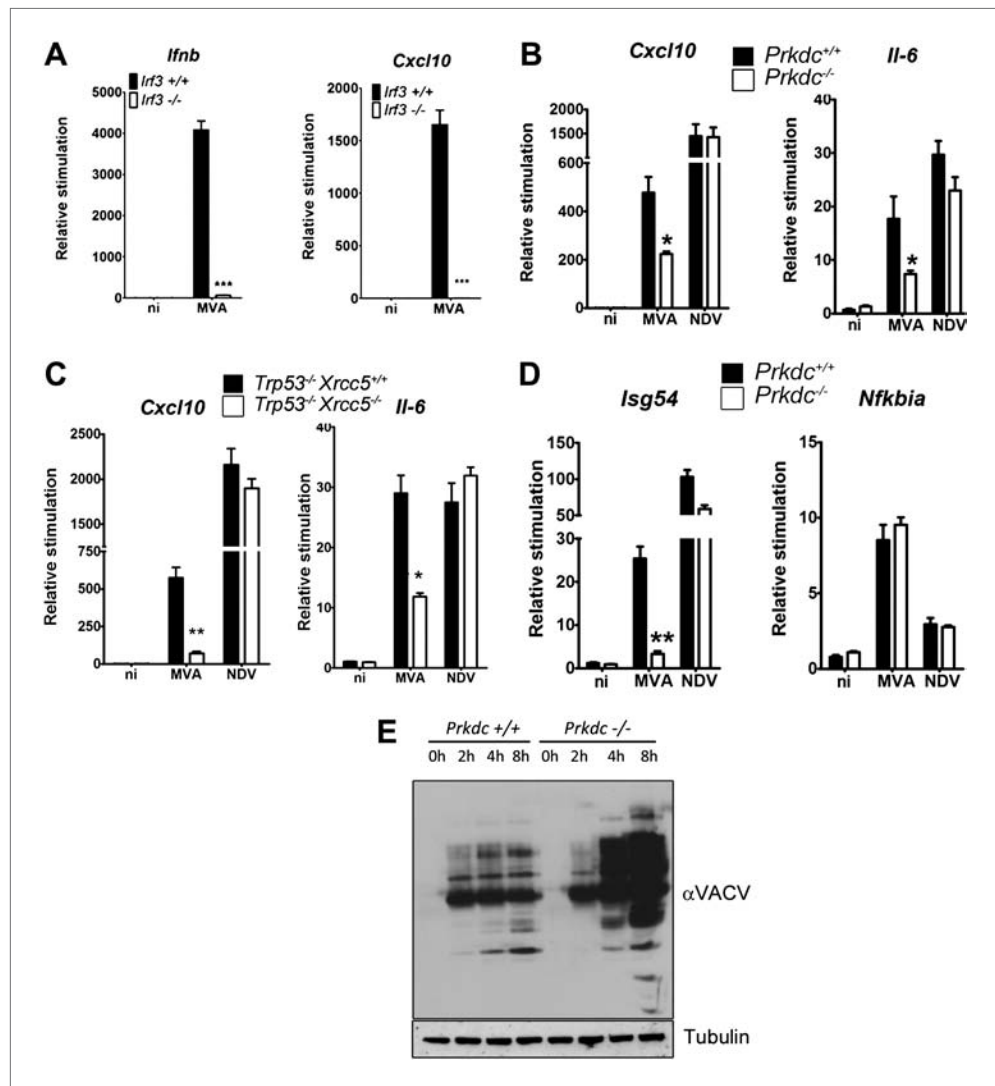 A
Ifnb
Irf3 +/+
Irf3 -/-
Relative stimulation
5000
4000
3000
2000
1000
0
ni MVA
***
Cxcl10
Irf3 +/+
Irf3 -/-
Relative stimulation
2000
1500
1000
500
0
ni MVA
***
B
Cxcl10
Prkdc+/+
Prkdc-/-
Il-6
Relative stimulation
2000
1500
600
400
200
0
ni MVA NDV
*
Relative stimulation
40
30
20
10
0
ni MVA NDV
*
C
Trp53-/- Xrcc5+/+
Trp53-/- Xrcc5-/-
Cxcl10
Il-6
Relative stimulation
2500
2000
1500
750
500
250
0
ni MVA NDV
**
Relative stimulation
40
30
20
10
0
ni MVA NDV
*
D
Prkdc+/+
Prkdc-/-
Isg54
Nfkbia
Relative stimulation
150
100
50
30
20
10
0
ni MVA NDV
**
Relative stimulation
15
10
5
0
ni MVA NDV
E
Prkdc +/+ Prkdc -/-
0h 2h 4h 8h 0h 2h 4h 8h
αVACV
Tubulin